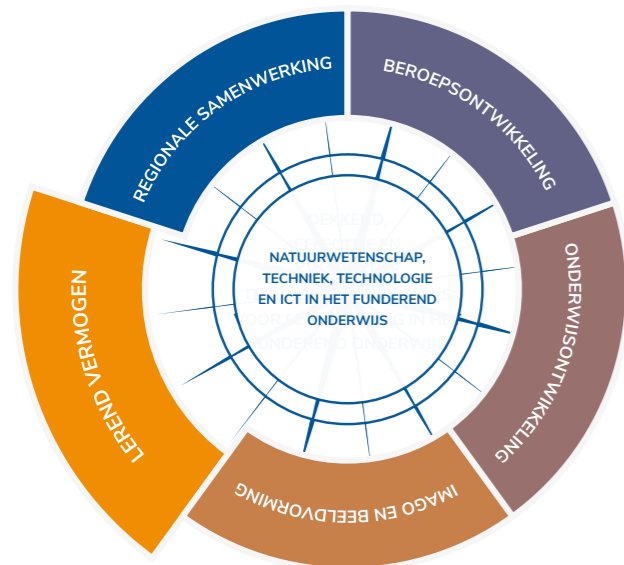 REGIONALE SAMENWERKING
BEROEPSONTWIKKELING
ONDERWIJSONTWIKKELING
IMAGO EN BEELDVORMING
LEREND VERMOGEN
NATUURWETENSCHAP,
TECHNIEK, TECHNOLOGIE
EN ICT IN HET FUNDEREND
ONDERWIJS